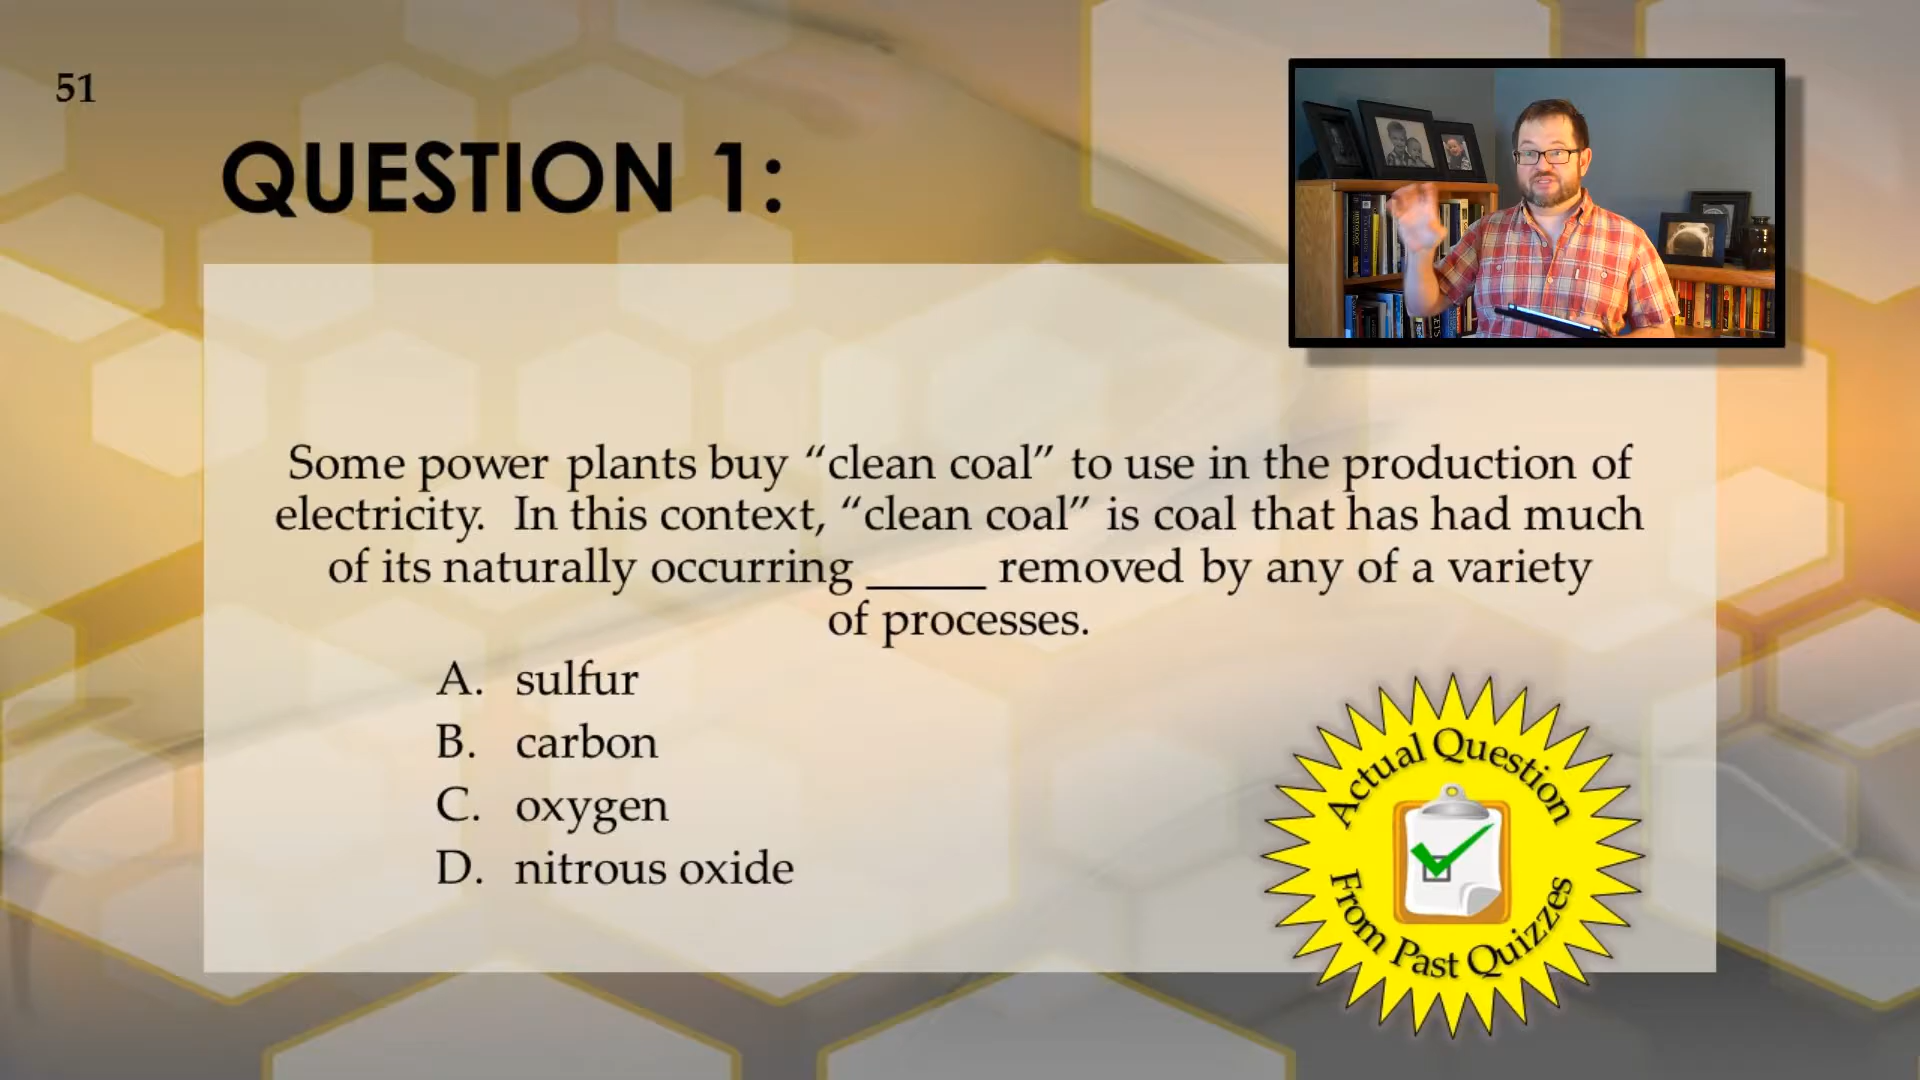 51
QUESTION 1:
Some power plants buy “clean coal” to use in the production of
electricity. In this context, “clean coal” is coal that has had much
of its naturally occurring _____ removed by any of a variety
of processes.
A. sulfur
B. carbon
C. oxygen
D. nitrous oxide
Actual Question
From Past Quizzes